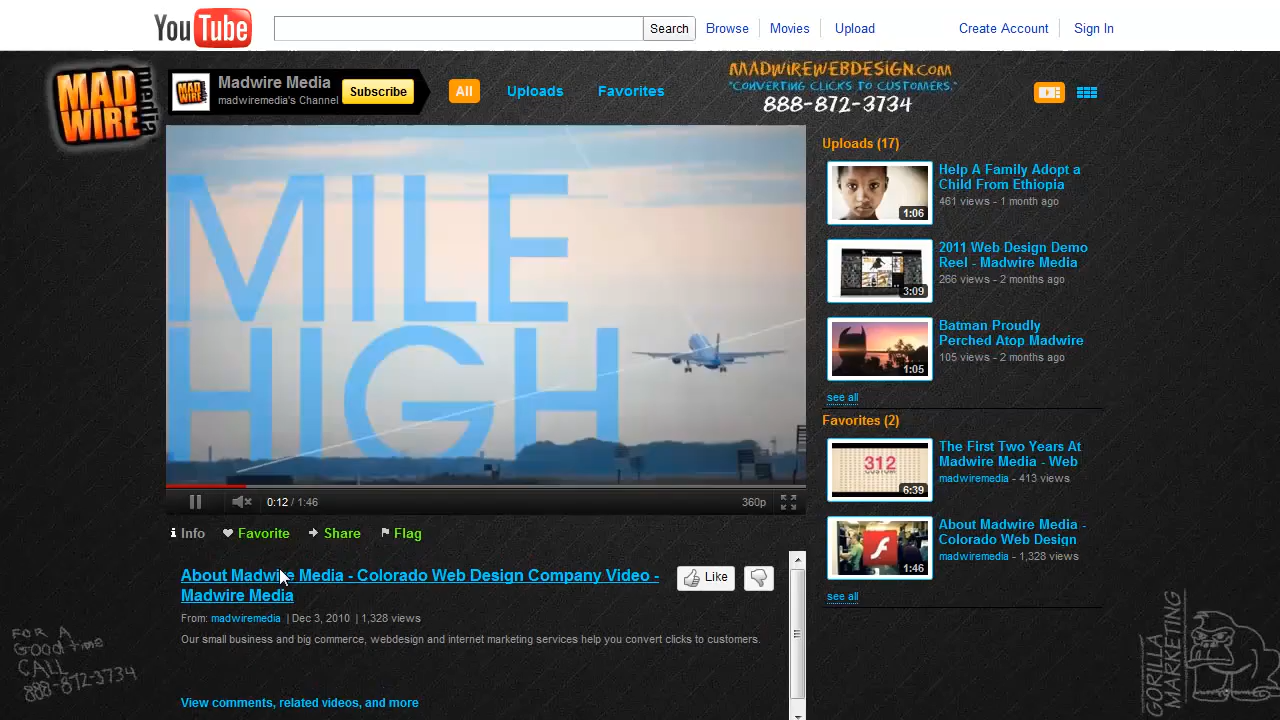 YouTube
Search
Browse
Movies
Upload
Create Account
Sign In
MAD WIRE media
MAD WIRE
Madwire Media
madwiremedia's Channel
Subscribe
All
Uploads
Favorites
MADWIREWEBDESIGN.COM
"CONVERTING CLICKS TO CUSTOMERS."
888-872-3734
MILE
HIGH
0:12 / 1:46
360p
Info
Favorite
Share
Flag
About Madwire Media - Colorado Web Design Company Video -
Madwire Media
Like
From: madwiremedia | Dec 3, 2010 | 1,328 views
Our small business and big commerce, webdesign and internet marketing services help you convert clicks to customers.
View comments, related videos, and more
Uploads (17)
1:06
Help A Family Adopt a
Child From Ethiopia
461 views - 1 month ago
3:09
2011 Web Design Demo
Reel - Madwire Media
266 views - 2 months ago
1:05
Batman Proudly
Perched Atop Madwire
105 views - 2 months ago
see all
Favorites (2)
312
CUSTOM
6:39
The First Two Years At
Madwire Media - Web
madwiremedia - 413 views
1:46
About Madwire Media -
Colorado Web Design
madwiremedia - 1,328 views
see all
FOR A
GOOD Time
CALL
888-872-3734
GORILLA
MARKETING